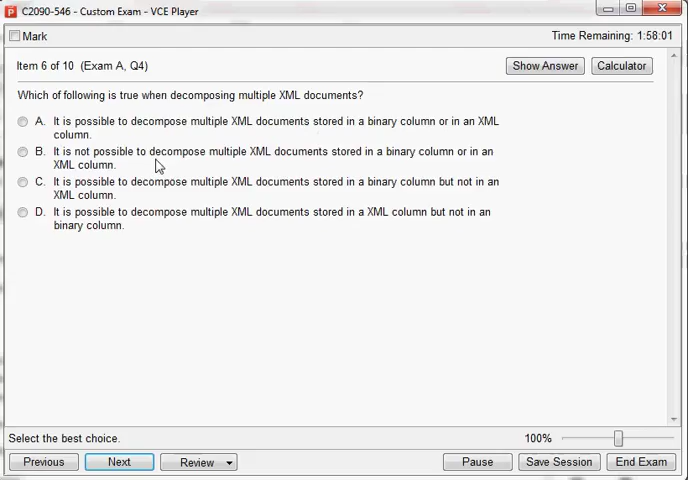 C2090-546 - Custom Exam - VCE Player
Mark
Time Remaining: 1:58:01
Item 6 of 10 (Exam A, Q4)
Show Answer
Calculator
Which of following is true when decomposing multiple XML documents?
A. It is possible to decompose multiple XML documents stored in a binary column or in an XML
column.
B. It is not possible to decompose multiple XML documents stored in a binary column or in an
XML column.
C. It is possible to decompose multiple XML documents stored in a binary column but not in an
XML column.
D. It is possible to decompose multiple XML documents stored in a XML column but not in an
binary column.
Select the best choice.
100%
Previous
Next
Review
Pause
Save Session
End Exam